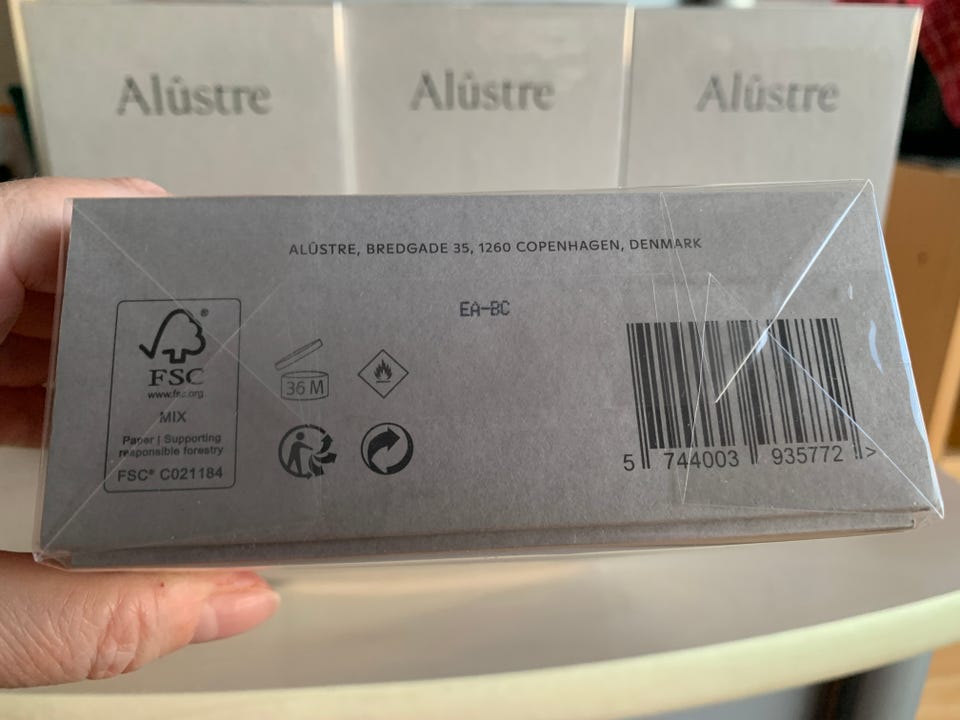 Alûstre Alûstre Alûstre
ALÛSTRE, BREDGADE 35, 1260 COPENHAGEN, DENMARK
EA-BC
®
FSC
www.fsc.org
MIX
Paper | Supporting
responsible forestry
FSC® C021184
36 M
5 744003 935772 >